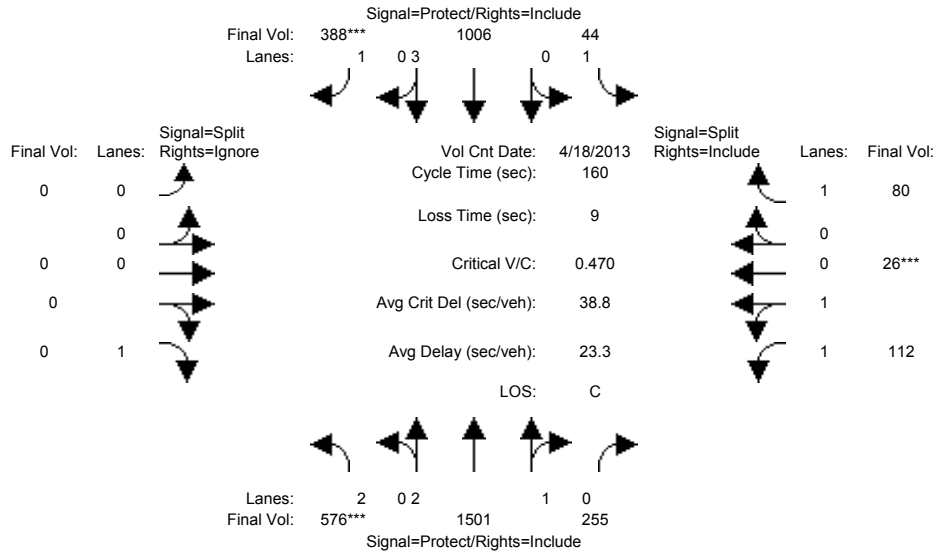 Signal=Protect/Rights=Include
Final Vol: 388*** 1006 44
Lanes: 1 0 3 0 1
Signal=Split
Final Vol: Lanes: Rights=Ignore
Vol Cnt Date: 4/18/2013
Signal=Split
Rights=Include Lanes: Final Vol:
Cycle Time (sec): 160
0 0
1 80
Loss Time (sec): 9
0
0
0 0
Critical V/C: 0.470
0 26***
0
Avg Crit Del (sec/veh): 38.8
1
0 1
Avg Delay (sec/veh): 23.3
1 112
LOS: C
Lanes: 2 0 2 1 0
Final Vol: 576*** 1501 255
Signal=Protect/Rights=Include